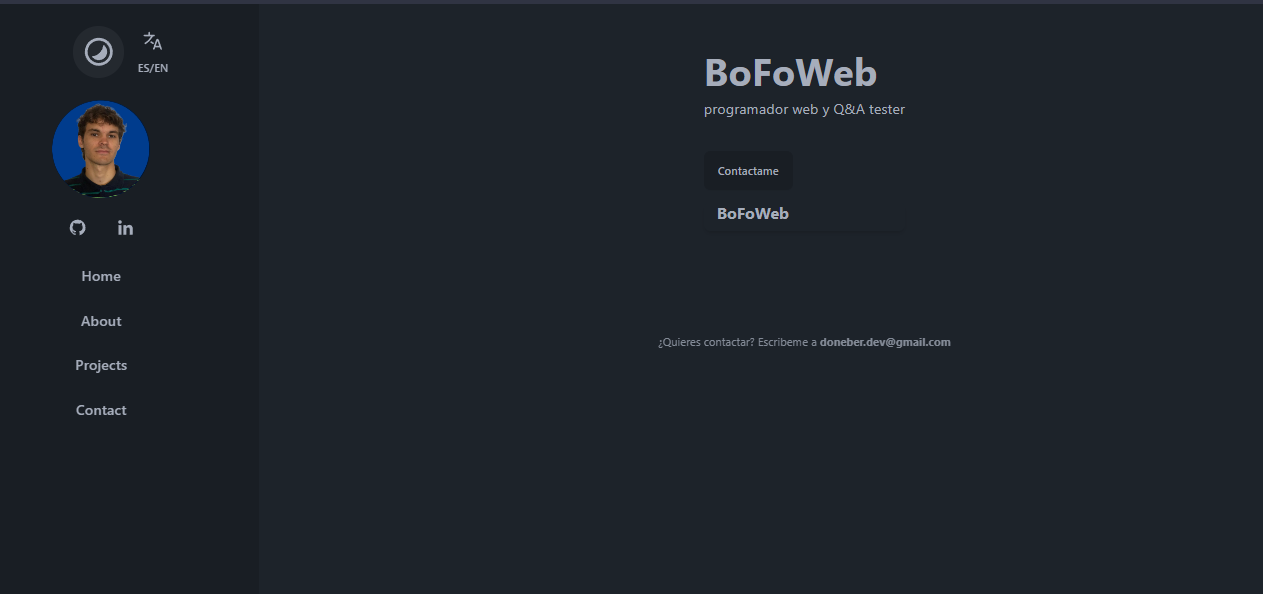 ES/EN
Home
About
Projects
Contact
BoFoWeb
programador web y Q&A tester
Contactame
BoFoWeb
¿Quieres contactar? Escribeme a doneber.dev@gmail.com